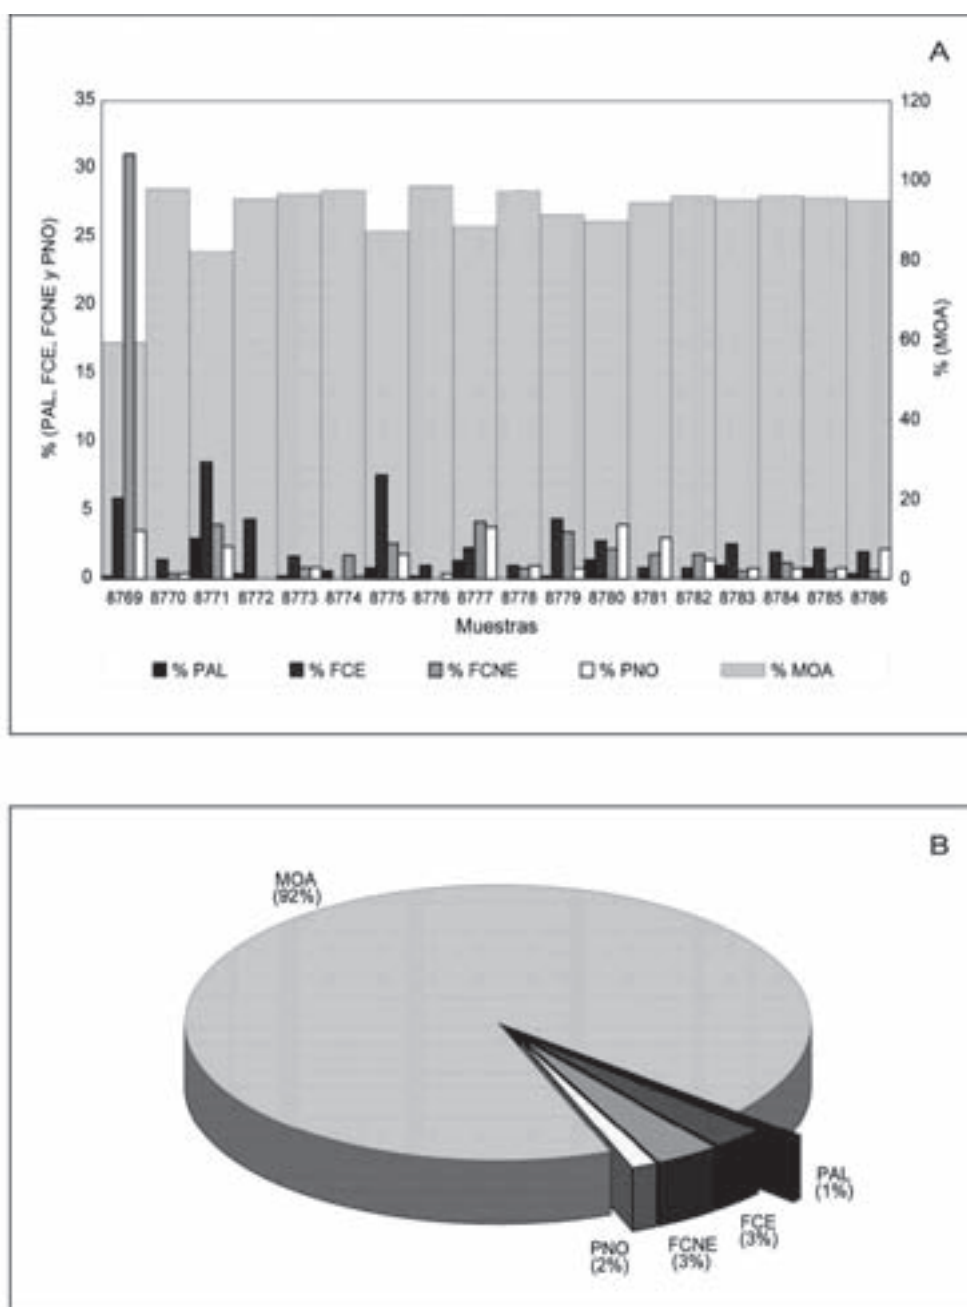 A
35
30
25
20
15
10
5
0
% (PAL, FCE, FCNE y PNO)
120
100
80
60
40
20
0
% (MOA)
8769 8770 8771 8772 8773 8774 8775 8776 8777 8778 8779 8780 8781 8782 8783 8784 8785 8786
Muestras
% PAL % FCE % FCNE % PNO % MOA
B
MOA
(92%)
PAL
(1%)
FCE
(3%)
FCNE
(3%)
PNO
(2%)